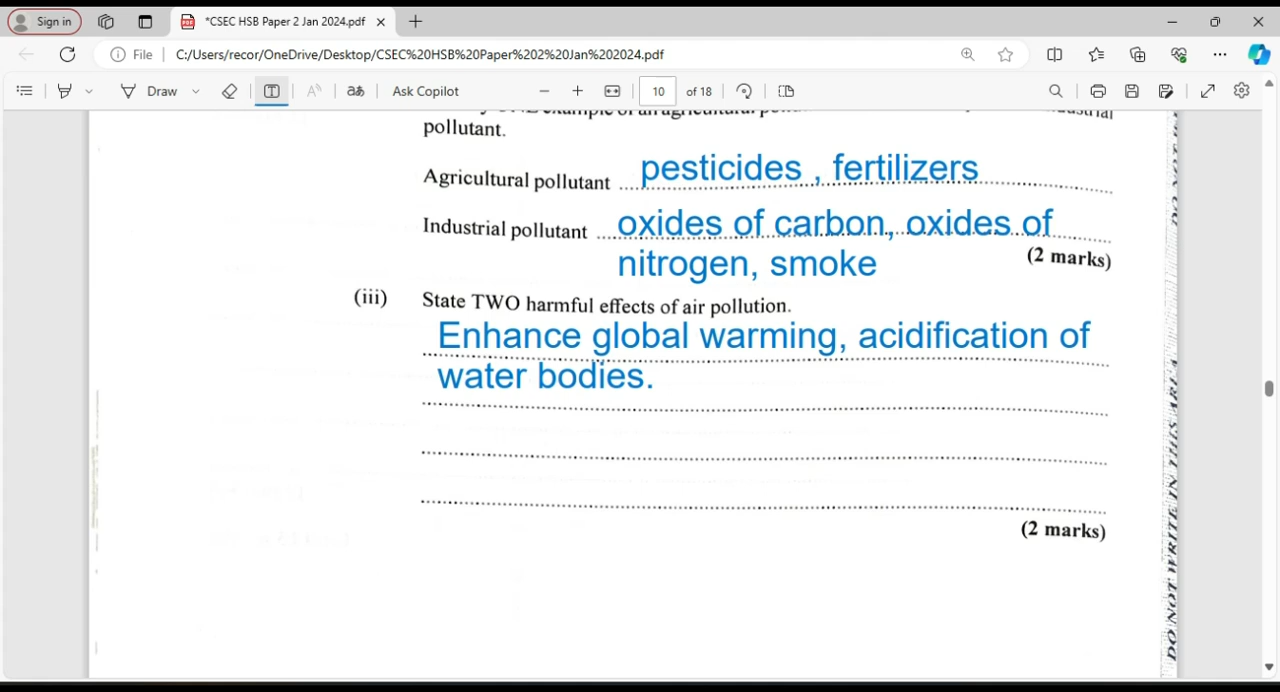 Sign in
*CSEC HSB Paper 2 Jan 2024.pdf
File
C:/Users/recor/OneDrive/Desktop/CSEC%20HSB%20Paper%202%20Jan%202024.pdf
Draw
Ask Copilot
10 of 18
pollutant.
Agricultural pollutant pesticides , fertilizers
Industrial pollutant oxides of carbon, oxides of
nitrogen, smoke
(2 marks)
(iii) State TWO harmful effects of air pollution.
Enhance global warming, acidification of
water bodies.
(2 marks)
DO NOT WRITE IN THIS AREA